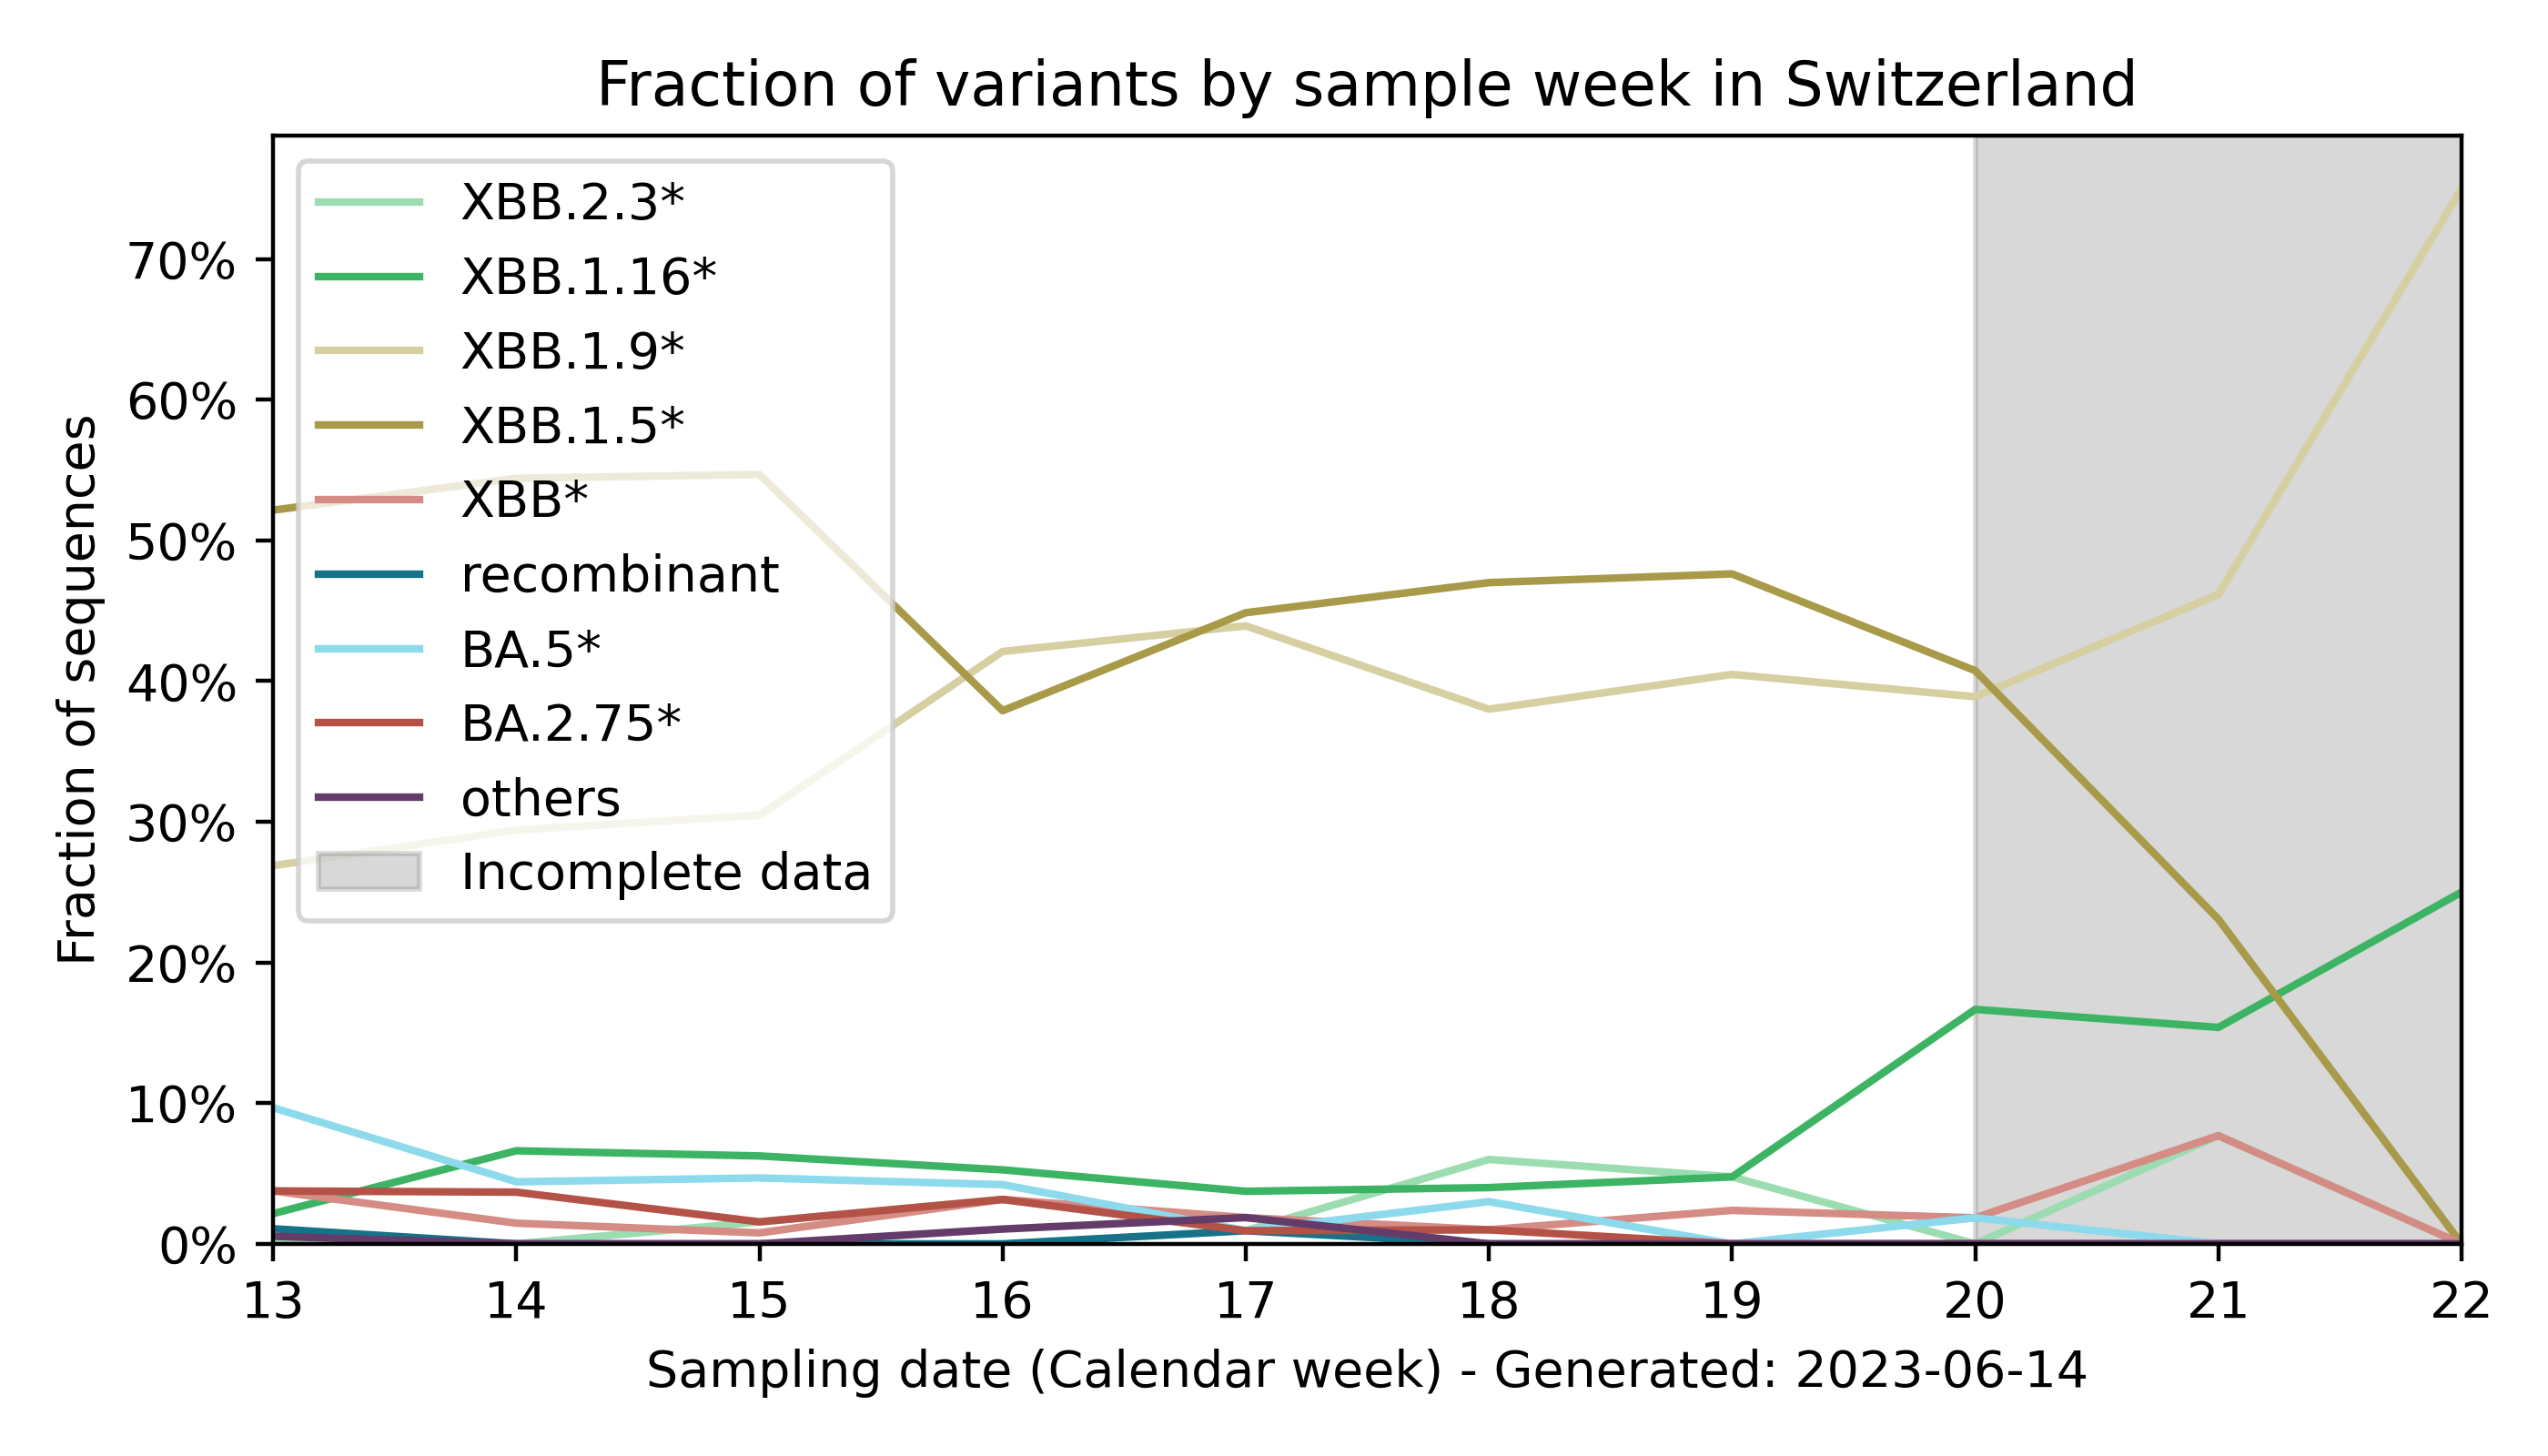 Fraction of variants by sample week in Switzerland
XBB.2.3*
XBB.1.16*
XBB.1.9*
XBB.1.5*
XBB*
recombinant
BA.5*
BA.2.75*
others
Incomplete data
Fraction of sequences
70%
60%
50%
40%
30%
20%
10%
0%
13 14 15 16 17 18 19 20 21 22
Sampling date (Calendar week) - Generated: 2023-06-14